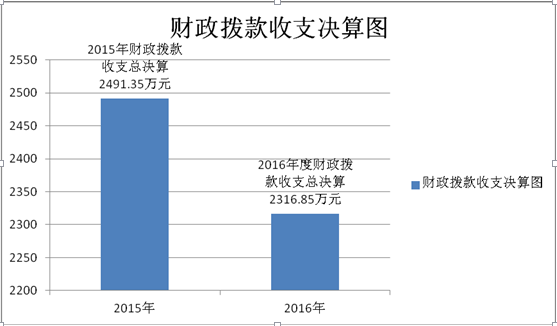 财政拨款收支决算图
2015年财政拨款
收支总决算
2491.35万元
2016年度财政拨
款收支总决算
2316.85万元
2550
2500
2450
2400
2350
2300
2250
2200
2015年
2016年
财政拨款收支决算图